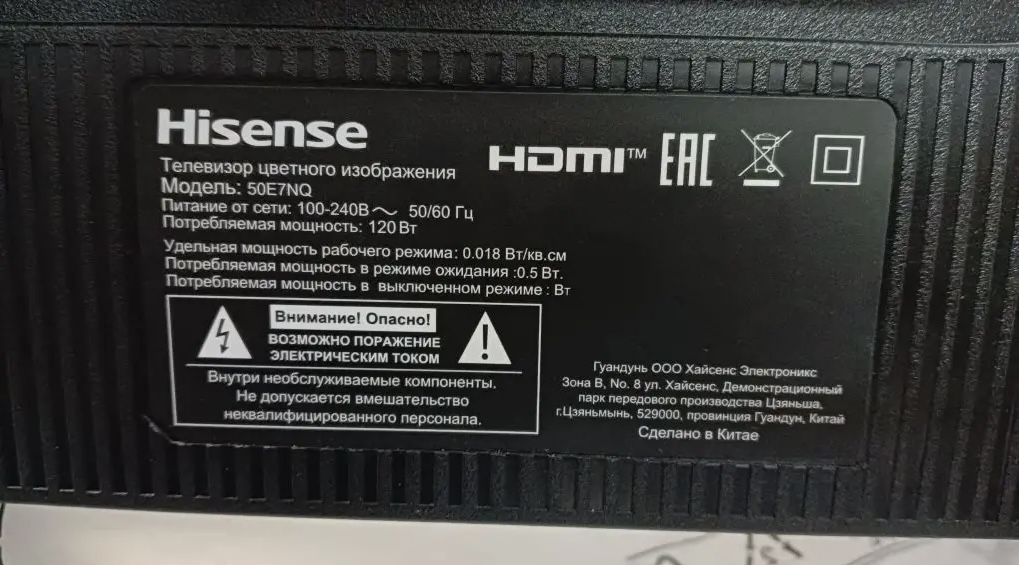 Hisense
Телевизор цветного изображения
Модель: 50E7NQ
Питание от сети: 100-240В～ 50/60 Гц
Потребляемая мощность: 120 Вт
Удельная мощность рабочего режима: 0.018 Вт/кв.см
Потребляемая мощность в режиме ожидания :0.5 Вт.
Потребляемая мощность в выключенном режиме : Вт
HDMI™
EAC
Внимание! Опасно!
ВОЗМОЖНО ПОРАЖЕНИЕ
ЭЛЕКТРИЧЕСКИМ ТОКОМ
Внутри необслуживаемые компоненты.
Не допускается вмешательство
неквалифицированного персонала.
Гуандунь ООО Хайсенс Электроникс
Зона В, No. 8 ул. Хайсенс, Демонстрационный
парк передового производства Цзяньша,
г.Цзяньмынь, 529000, провинция Гуандун, Китай
Сделано в Китае